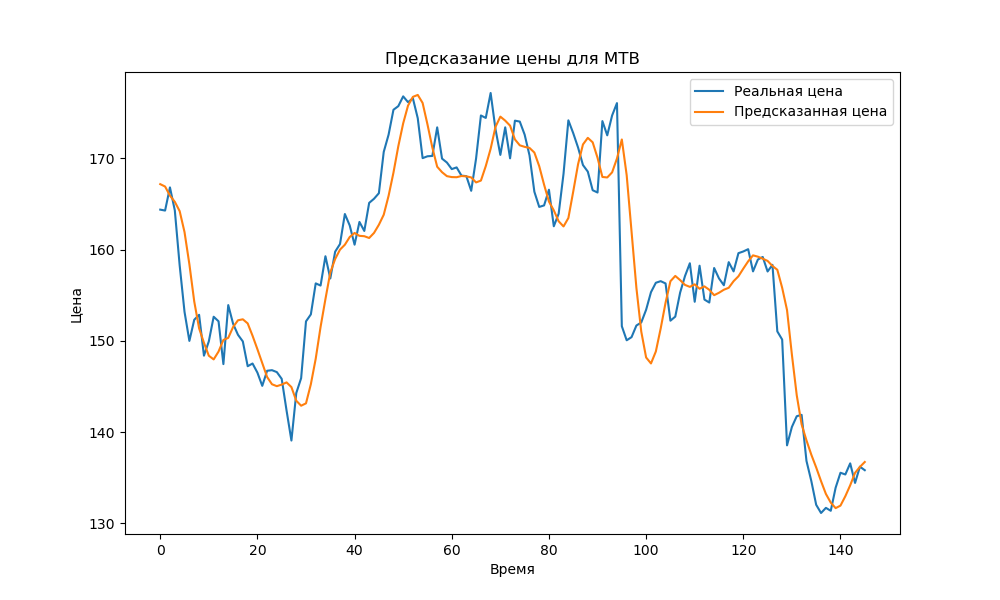 Предсказание цены для МТВ
Реальная цена
Предсказанная цена
Цена
170
160
150
140
130
0 20 40 60 80 100 120 140
Время